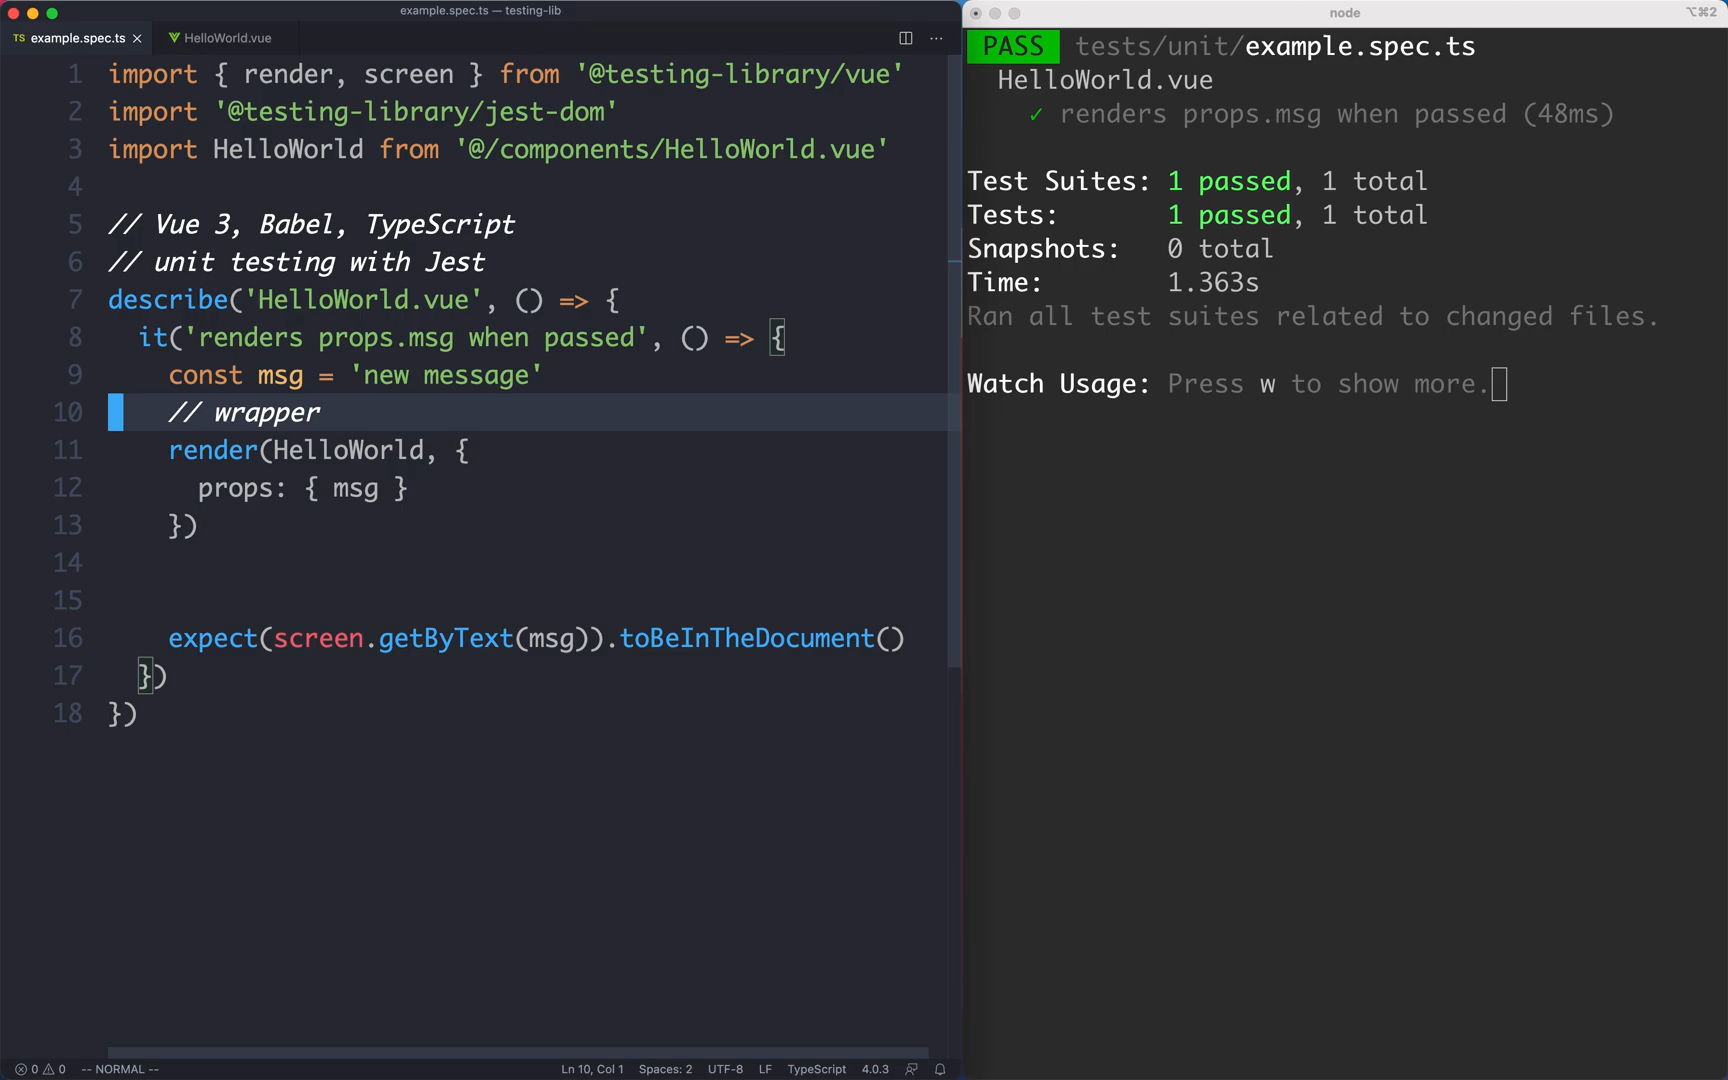 example.spec.ts — testing-lib
TS example.spec.ts
HelloWorld.vue
1 import { render, screen } from '@testing-library/vue'
2 import '@testing-library/jest-dom'
3 import HelloWorld from '@/components/HelloWorld.vue'
4
5 // Vue 3, Babel, TypeScript
6 // unit testing with Jest
7 describe('HelloWorld.vue', () => {
8 it('renders props.msg when passed', () => {
9 const msg = 'new message'
10 // wrapper
11 render(HelloWorld, {
12 props: { msg }
13 })
14
15
16 expect(screen.getByText(msg)).toBeInTheDocument()
17 })
18 })
0 0 -- NORMAL -- Ln 10, Col 1 Spaces: 2 UTF-8 LF TypeScript 4.0.3
node ⌥⌘2
PASS tests/unit/example.spec.ts
HelloWorld.vue
✓ renders props.msg when passed (48ms)
Test Suites: 1 passed, 1 total
Tests: 1 passed, 1 total
Snapshots: 0 total
Time: 1.363s
Ran all test suites related to changed files.
Watch Usage: Press w to show more.